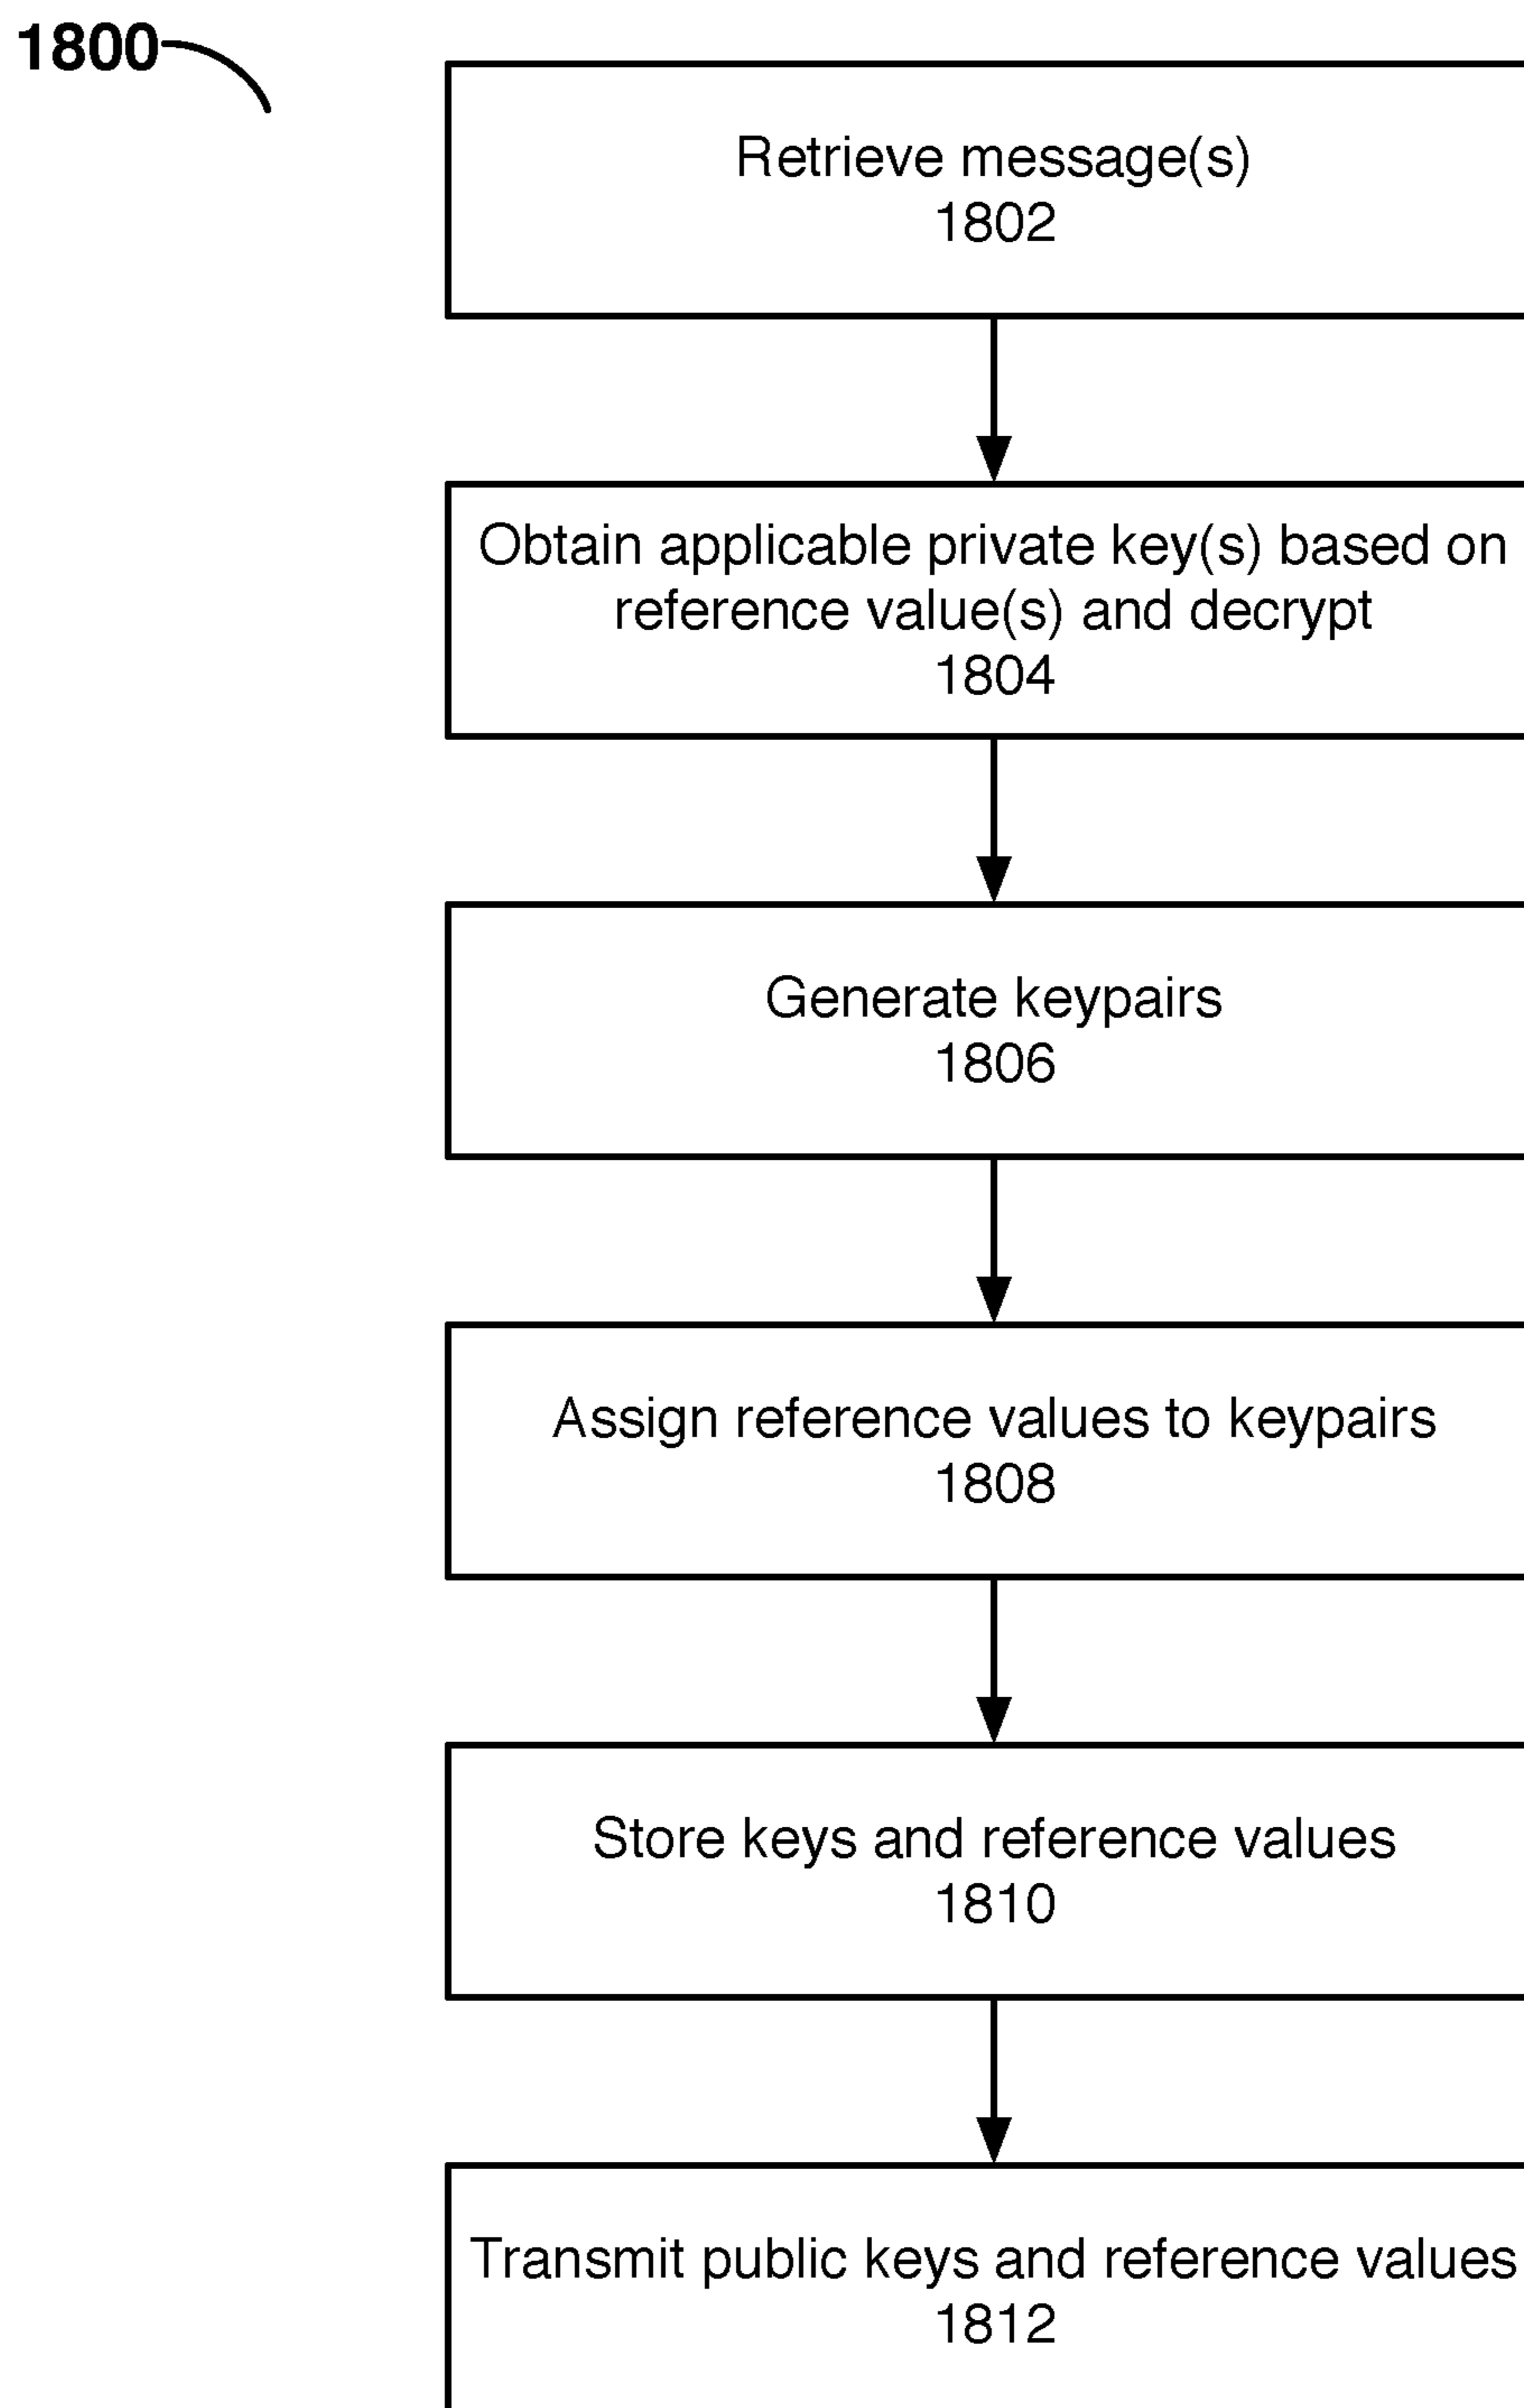 1800
Retrieve message(s)
1802
Obtain applicable private key(s) based on
reference value(s) and decrypt
1804
Generate keypairs
1806
Assign reference values to keypairs
1808
Store keys and reference values
1810
Transmit public keys and reference values
1812